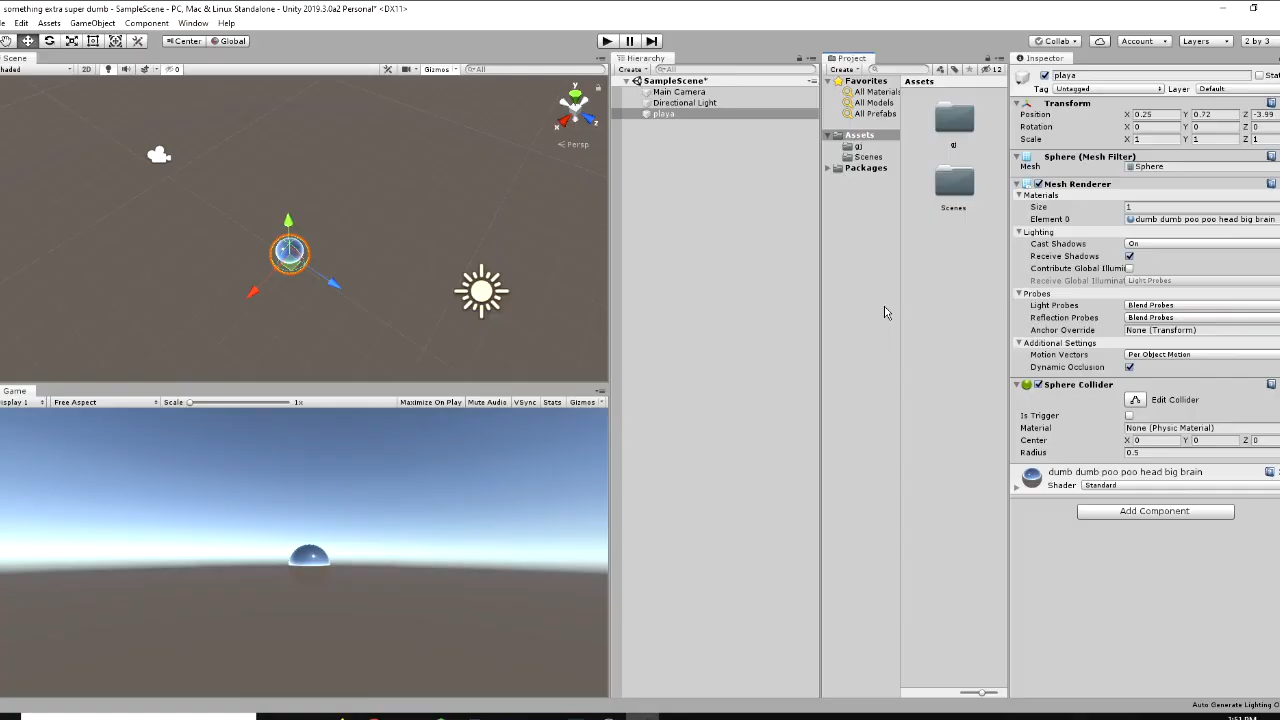 something extra super dumb - SampleScene - PC, Mac & Linux Standalone - Unity 2019.3.0a2 Personal* <DX11>
Edit Assets GameObject Component Window Help
Center Global Collab Account Layers 2 by 3
Scene
haded 2D 0 Gizmos All
y x z
Persp
Game
isplay 1 Free Aspect Scale 1x Maximize On Play Mute Audio VSync Stats Gizmos
Hierarchy
Create All
SampleScene*
Main Camera
Directional Light
playa
Project
Create 12
Favorites
All Materials
All Models
All Prefabs
Assets
gj
Scenes
Packages
Assets
gj
Scenes
Inspector
playa Stat
Tag Untagged Layer Default
Transform
Position X 0.25 Y 0.72 Z -3.99
Rotation X 0 Y 0 Z 0
Scale X 1 Y 1 Z 1
Sphere (Mesh Filter)
Mesh Sphere
Mesh Renderer
Materials
Size 1
Element 0 dumb dumb poo poo head big brain
Lighting
Cast Shadows On
Receive Shadows
Contribute Global Illumi
Receive Global Illuminat Light Probes
Probes
Light Probes Blend Probes
Reflection Probes Blend Probes
Anchor Override None (Transform)
Additional Settings
Motion Vectors Per Object Motion
Dynamic Occlusion
Sphere Collider
Edit Collider
Is Trigger
Material None (Physic Material)
Center X 0 Y 0 Z 0
Radius 0.5
dumb dumb poo poo head big brain
Shader Standard
Add Component
Auto Generate Lighting O